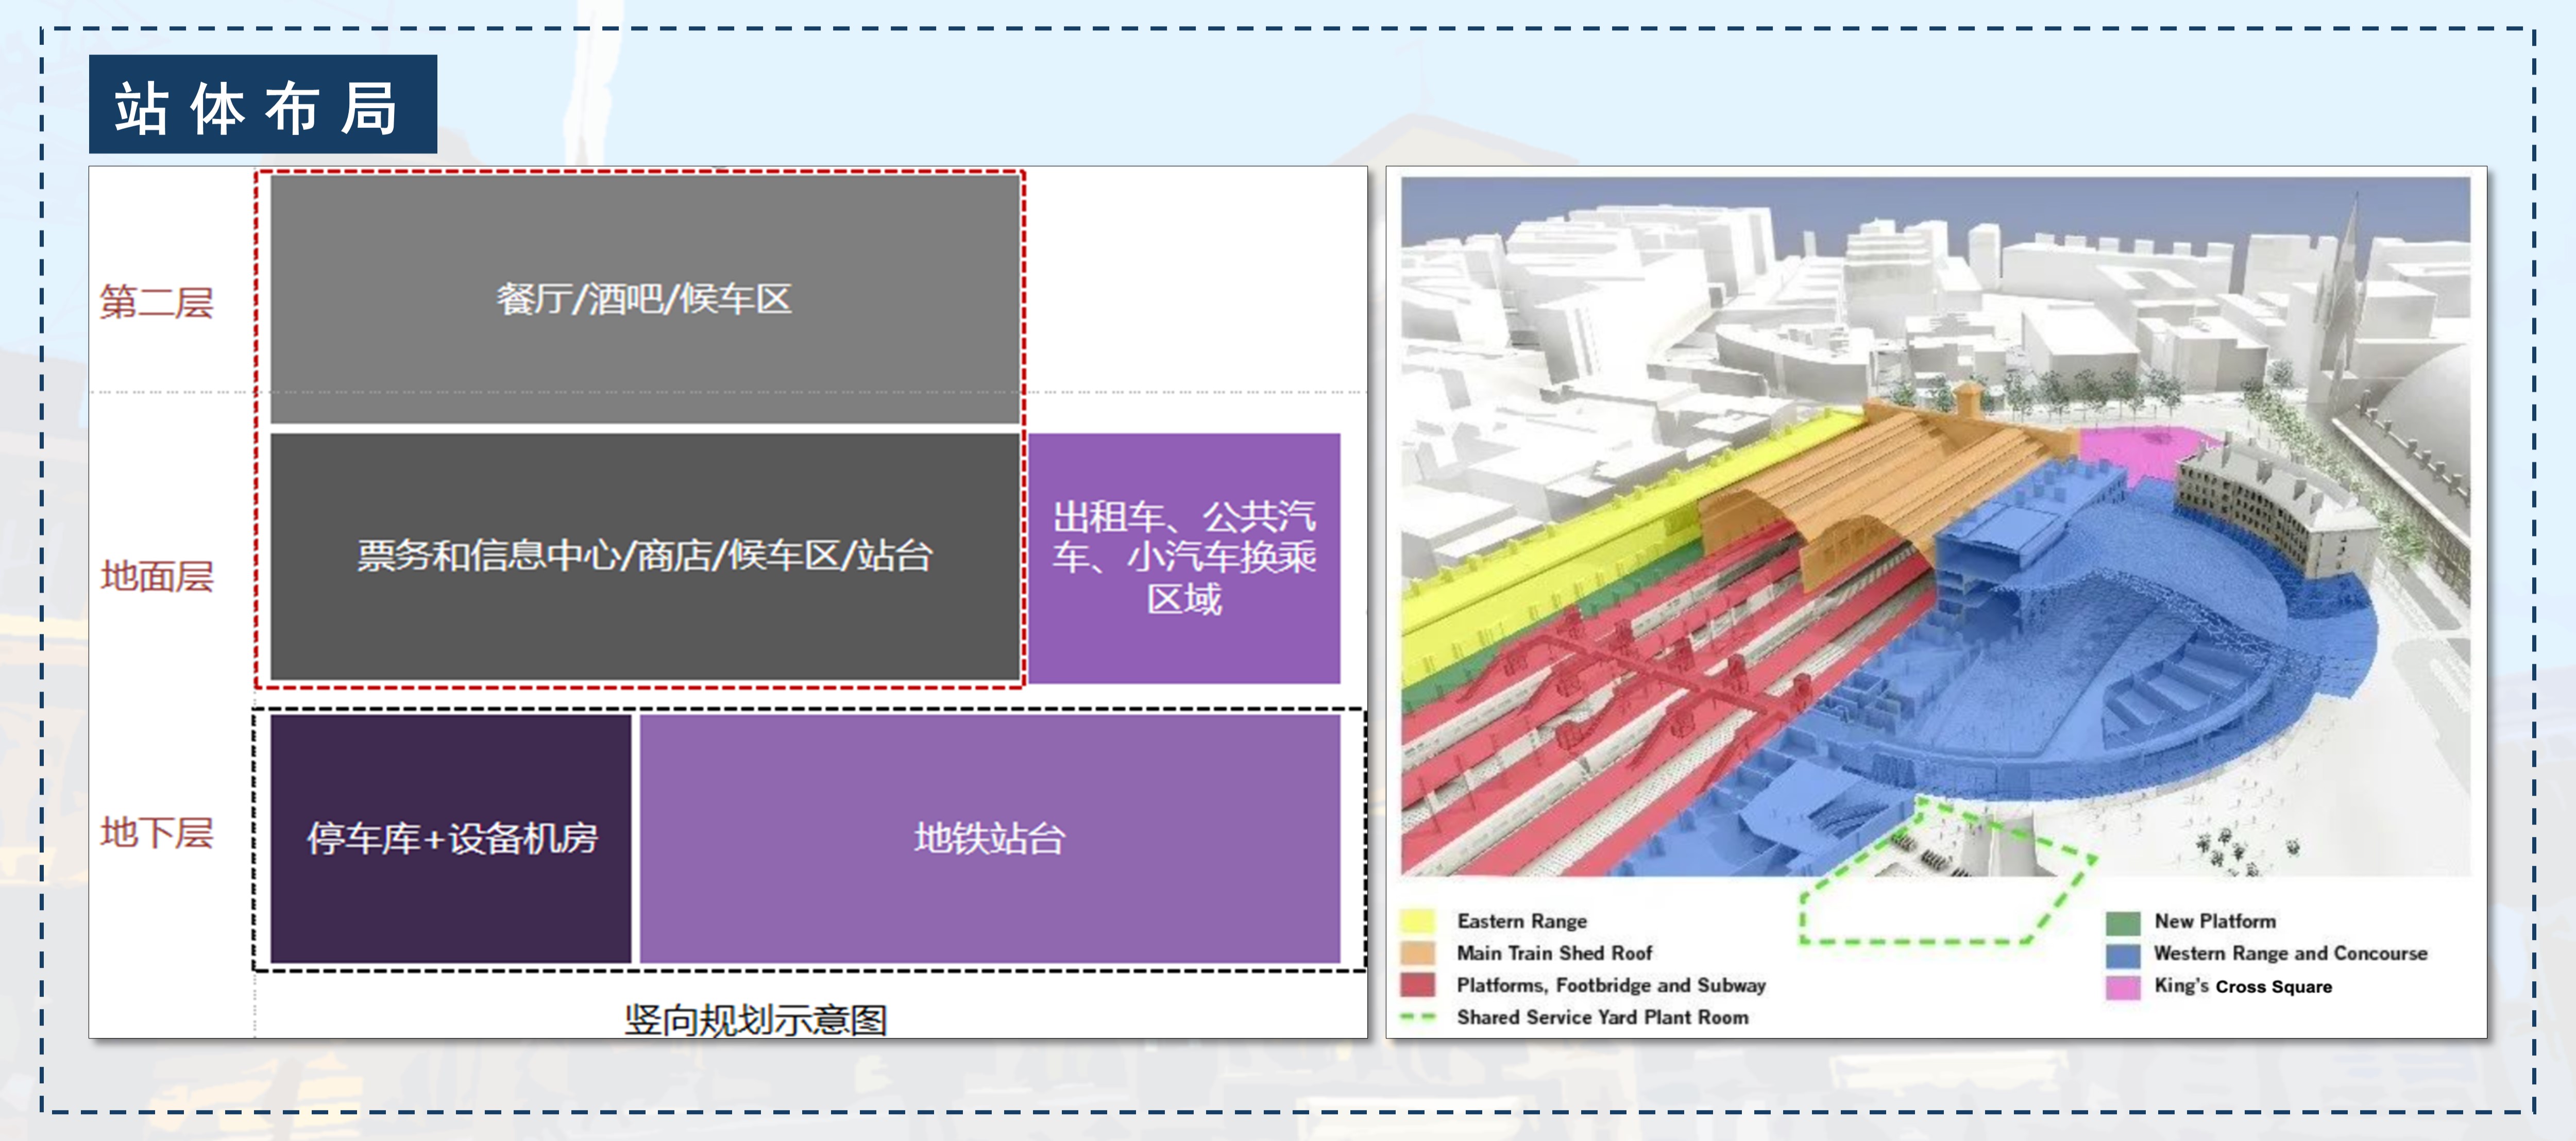 站体布局
第二层
餐厅/酒吧/候车区
地面层
票务和信息中心/商店/候车区/站台
出租车、公共汽
车、小汽车换乘
区域
地下层
停车库+设备机房
地铁站台
竖向规划示意图
Eastern Range
Main Train Shed Roof
Platforms, Footbridge and Subway
Shared Service Yard Plant Room
New Platform
Western Range and Concourse
King's Cross Square